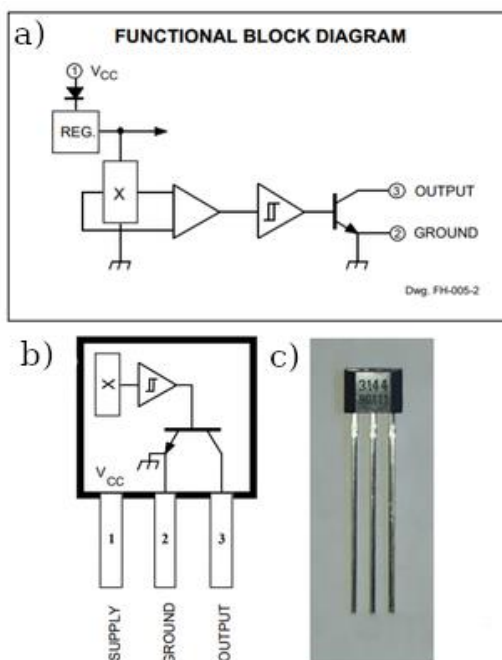 a) FUNCTIONAL BLOCK DIAGRAM
1 VCC
REG.
X
3 OUTPUT
2 GROUND
Dwg. FH-005-2
b)
X
VCC
1 2 3
SUPPLY
GROUND
OUTPUT
c)
3144